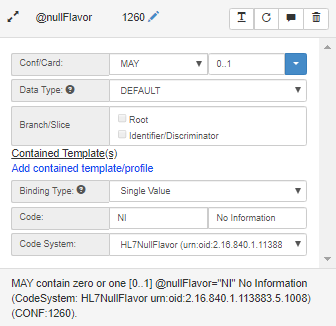 @nullFlavor 1260
Conf/Card: MAY 0..1
Data Type: DEFAULT
Branch/Slice Root
Identifier/Discriminator
Contained Template(s)
Add contained template/profile
Binding Type: Single Value
Code: NI No Information
Code System: HL7NullFlavor (urn:oid:2.16.840.1.11388
MAY contain zero or one [0..1] @nullFlavor="NI" No Information
(CodeSystem: HL7NullFlavor urn:oid:2.16.840.1.113883.5.1008)
(CONF:1260).